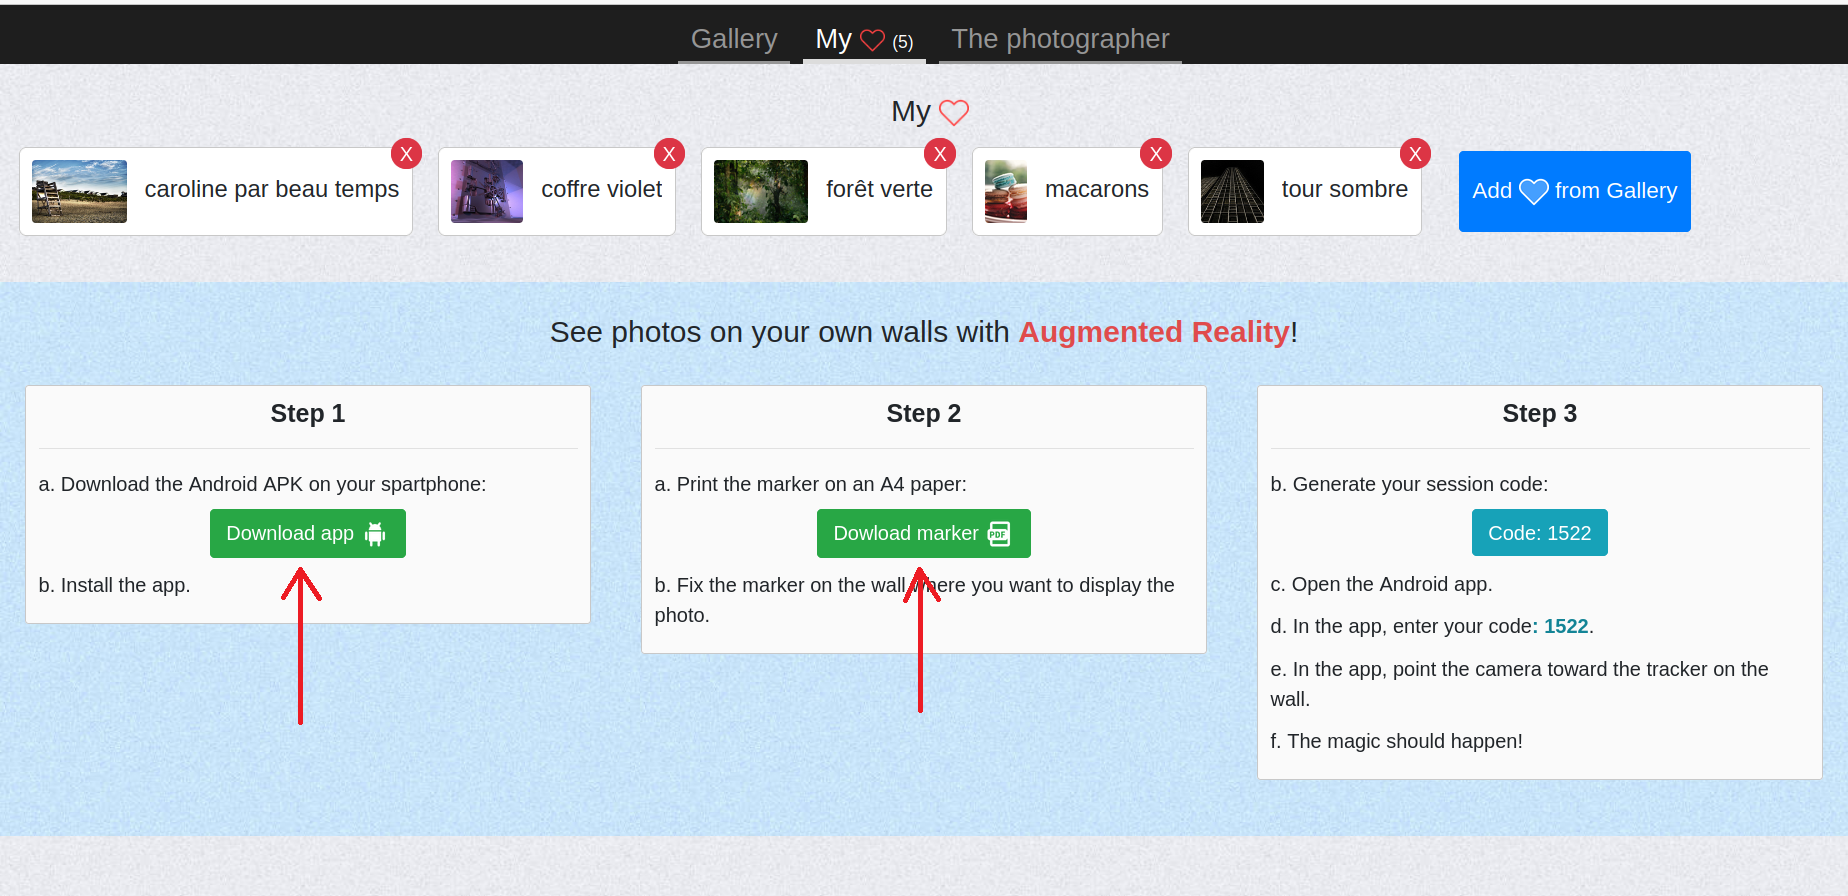 Gallery My (5) The photographer
My
X X X X X
caroline par beau temps coffre violet forêt verte macarons tour sombre Add from Gallery
See photos on your own walls with Augmented Reality!
Step 1
a. Download the Android APK on your spartphone:
Download app
b. Install the app.
Step 2
a. Print the marker on an A4 paper:
Dowload marker PDF
b. Fix the marker on the wall where you want to display the
photo.
Step 3
b. Generate your session code:
Code: 1522
c. Open the Android app.
d. In the app, enter your code: 1522.
e. In the app, point the camera toward the tracker on the
wall.
f. The magic should happen!